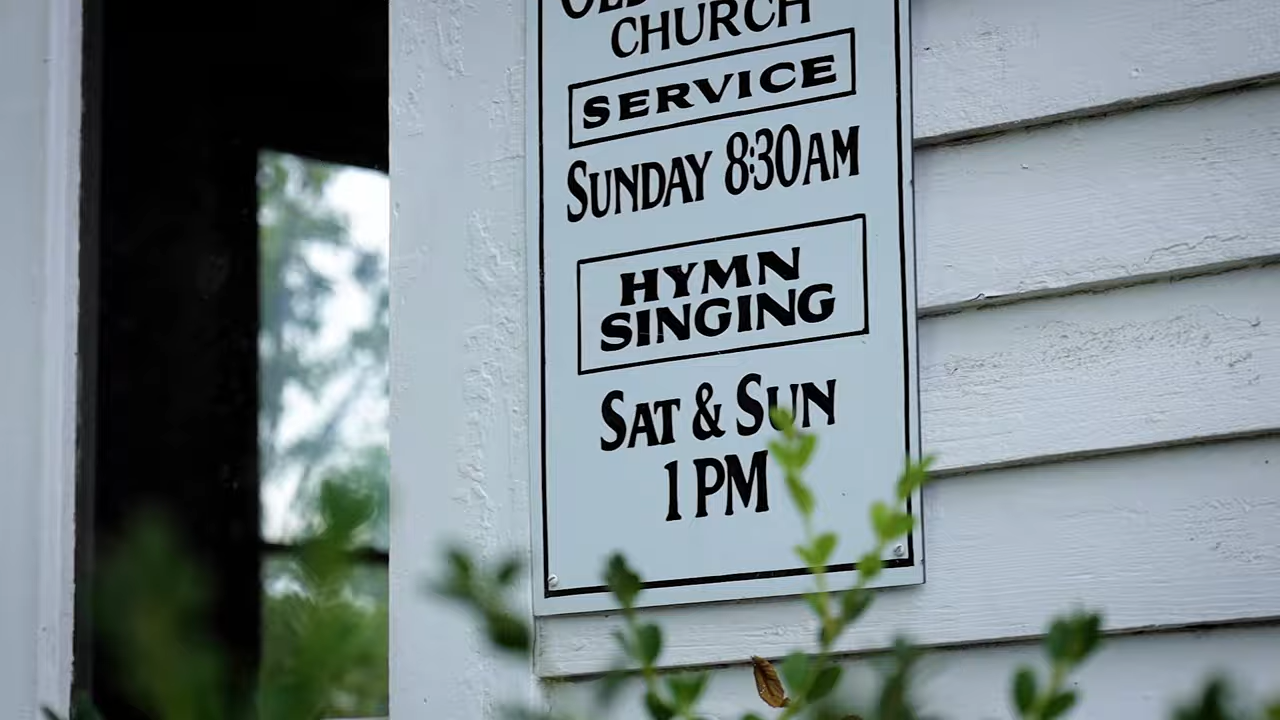 CHURCH
SERVICE
SUNDAY 8:30AM
HYMN
SINGING
SAT & SUN
1 PM